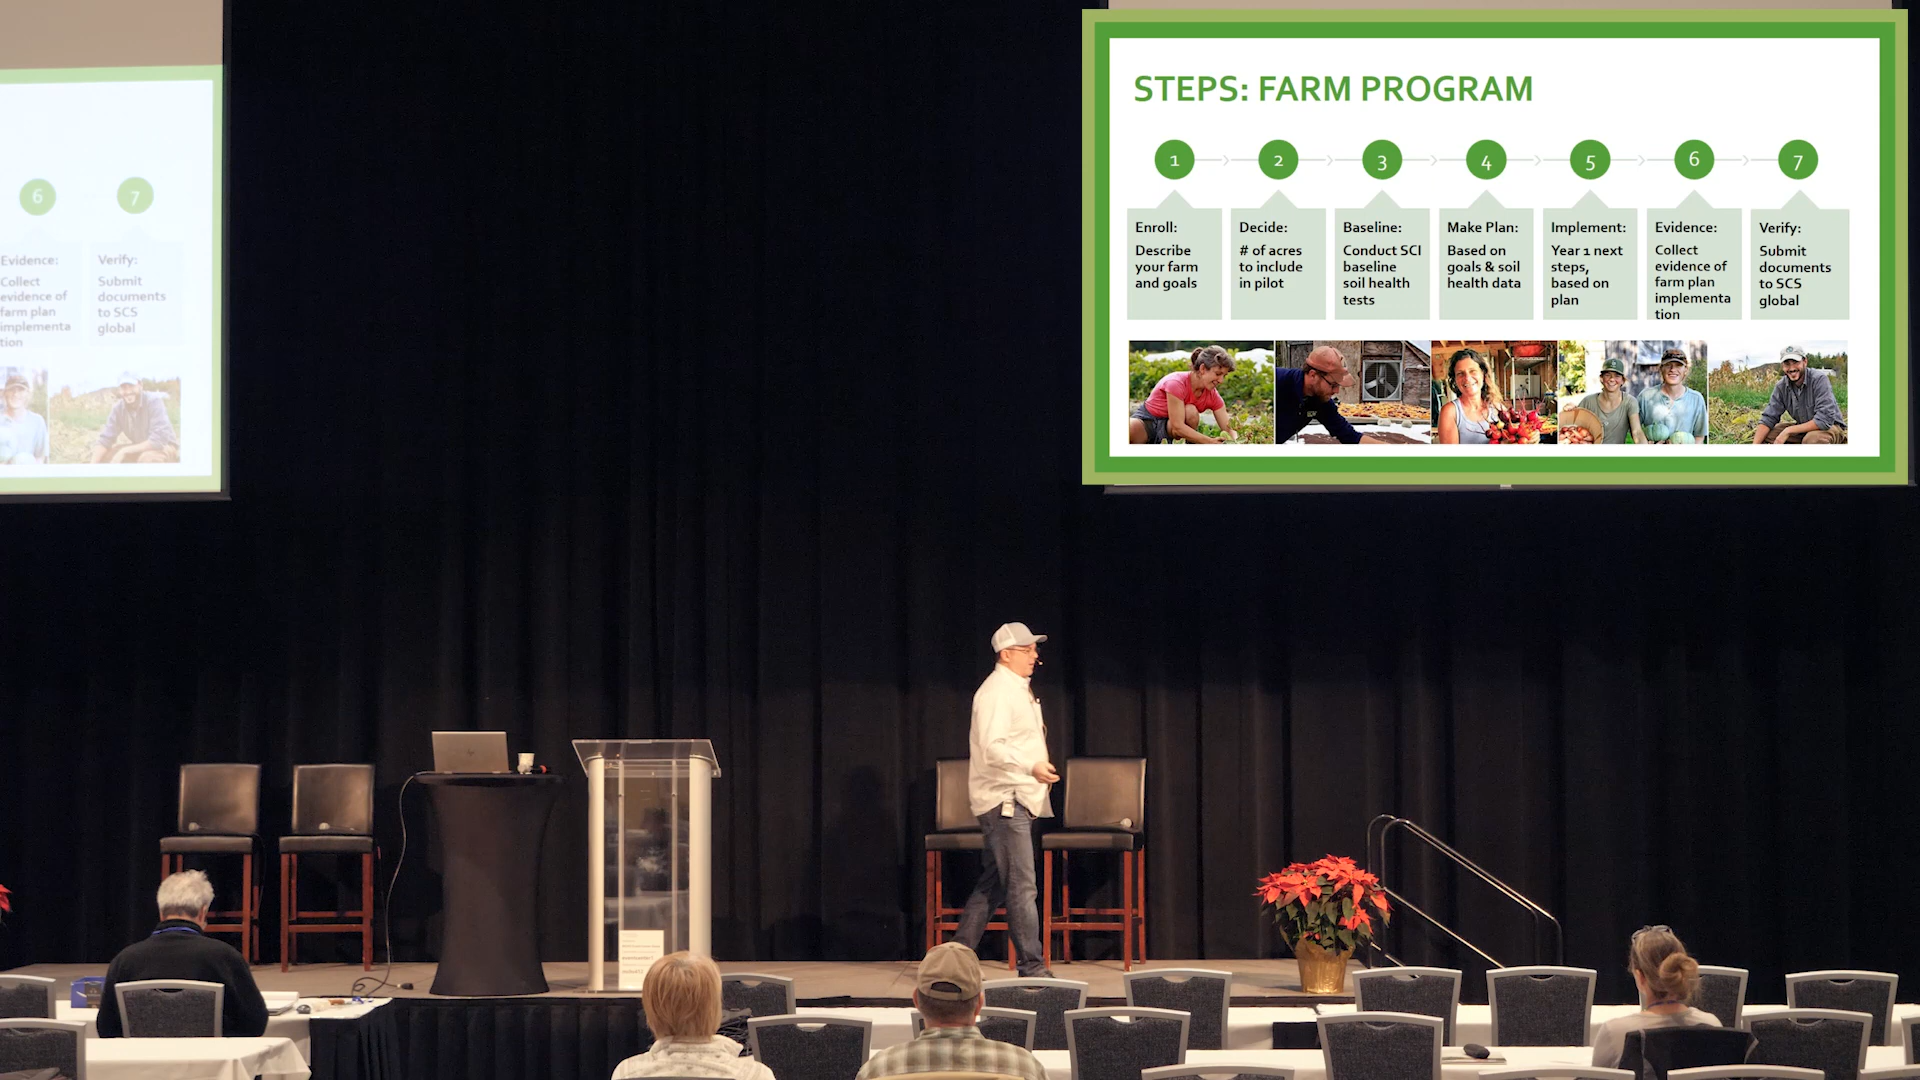 STEPS: FARM PROGRAM
1 2 3 4 5 6 7
Enroll:
Describe
your farm
and goals
Decide:
# of acres
to include
in pilot
Baseline:
Conduct SCI
baseline
soil health
tests
Make Plan:
Based on
goals & soil
health data
Implement:
Year 1 next
steps,
based on
plan
Evidence:
Collect
evidence of
farm plan
implementa
tion
Verify:
Submit
documents
to SCS
global
6 7
Evidence:
Collect
evidence of
farm plan
implementa
tion
Verify:
Submit
documents
to SCS
global